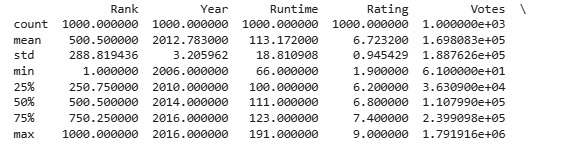 Rank Year Runtime Rating Votes \
count 1000.000000 1000.000000 1000.000000 1000.000000 1.000000e+03
mean 500.500000 2012.783000 113.172000 6.723200 1.698083e+05
std 288.819436 3.205962 18.810908 0.945429 1.887626e+05
min 1.000000 2006.000000 66.000000 1.900000 6.100000e+01
25% 250.750000 2010.000000 100.000000 6.200000 3.630900e+04
50% 500.500000 2014.000000 111.000000 6.800000 1.107990e+05
75% 750.250000 2016.000000 123.000000 7.400000 2.399098e+05
max 1000.000000 2016.000000 191.000000 9.000000 1.791916e+06